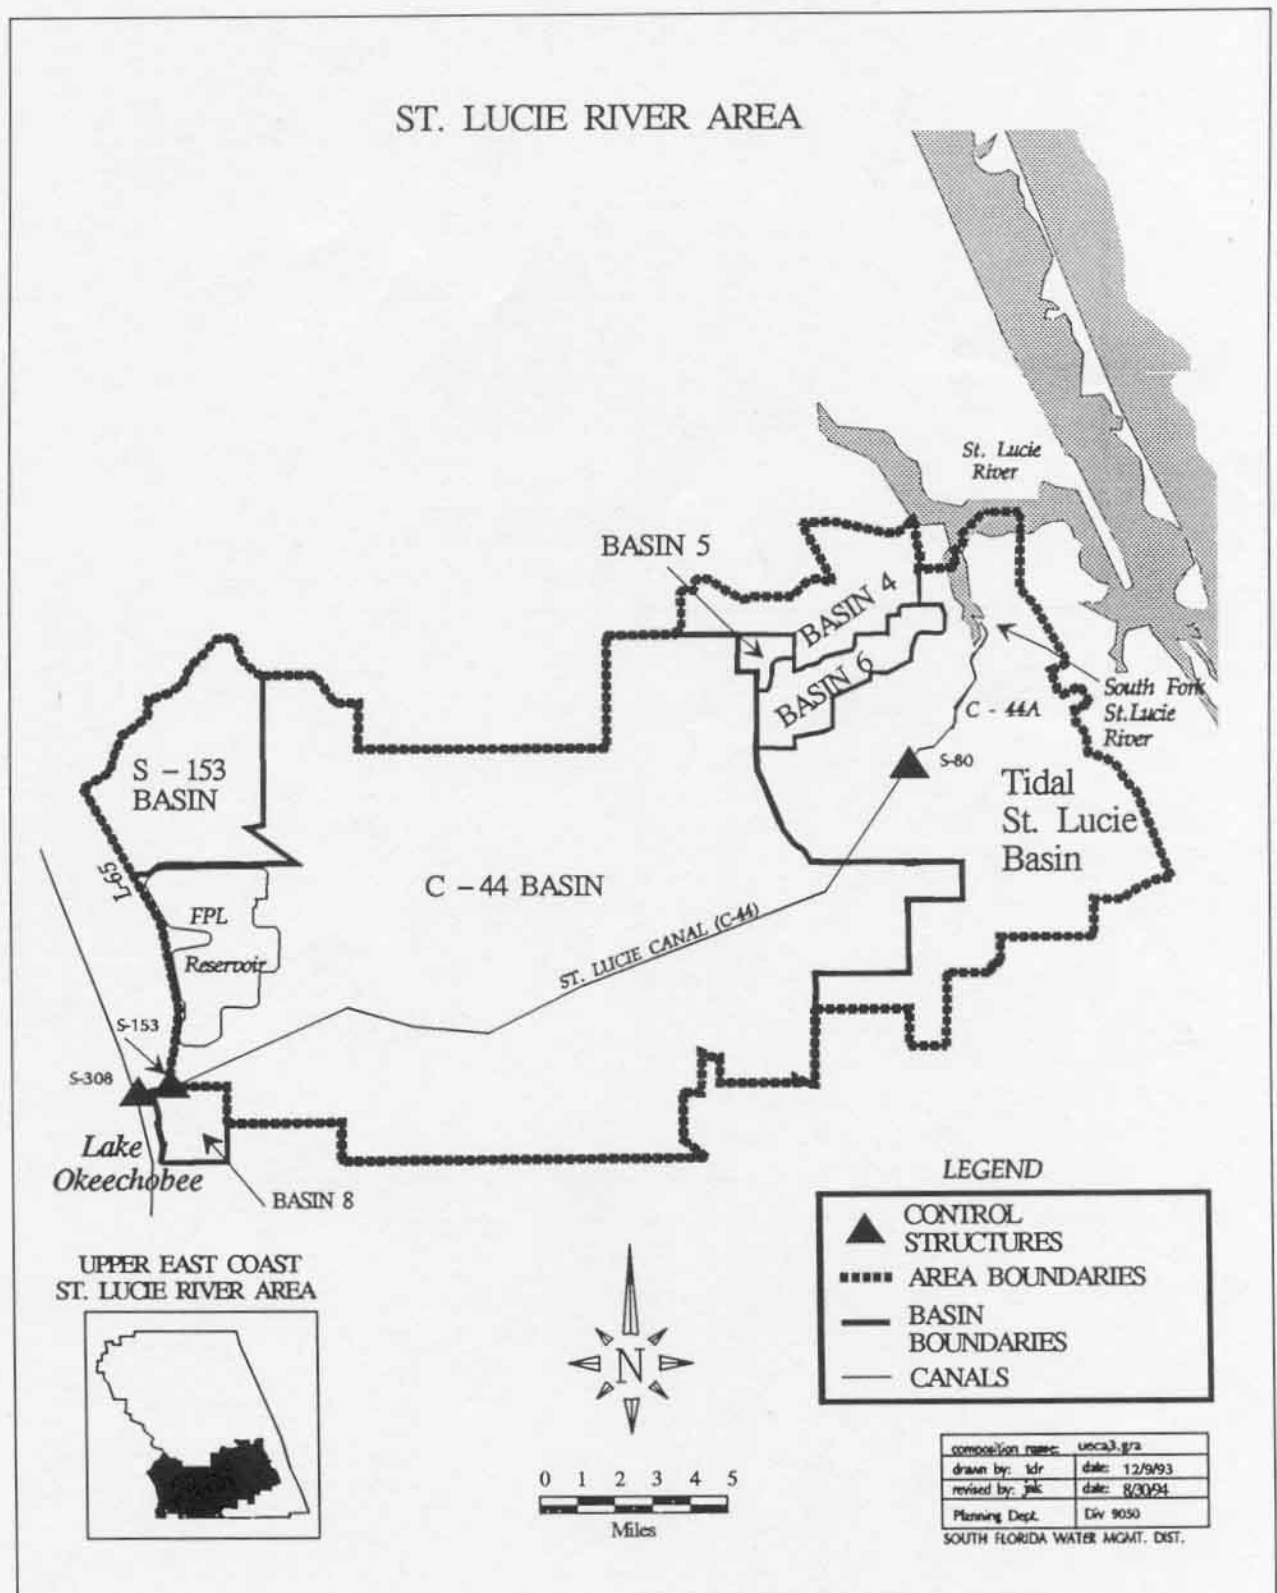 ST. LUCIE RIVER AREA
St. Lucie
River
BASIN 5
BASIN 4
BASIN 6
South Fork
St.Lucie
River
C - 44A
S-80
S - 153
BASIN
Tidal
St. Lucie
Basin
L-65
C - 44 BASIN
FPL
Reservoir
ST. LUCIE CANAL (C-44)
S-153
S-308
Lake
Okeechobee
BASIN 8
LEGEND
CONTROL
STRUCTURES
AREA BOUNDARIES
BASIN
BOUNDARIES
CANALS
UPPER EAST COAST
ST. LUCIE RIVER AREA
N
0 1 2 3 4 5
Miles
composition name: ueca3.gra
drawn by: tdr date: 12/9/93
revised by: jmk date: 8/30/94
Planning Dept. Div 9050
SOUTH FLORIDA WATER MGMT. DIST.